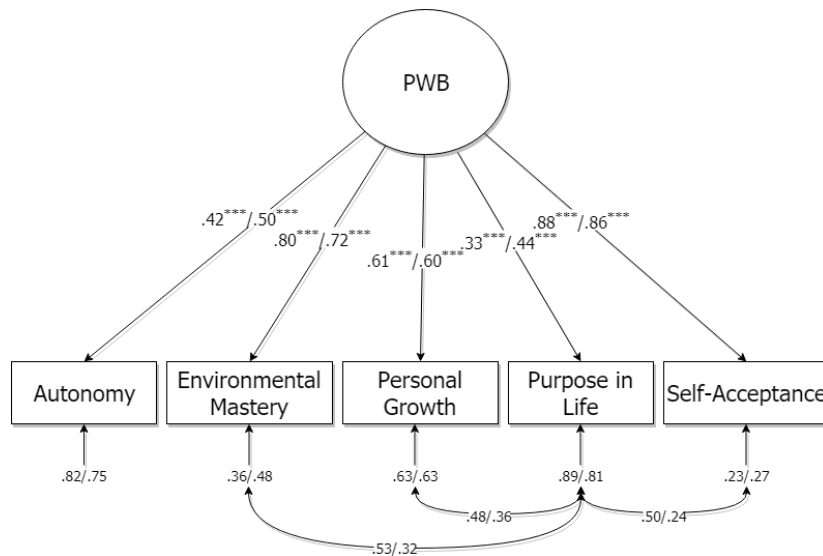 PWB
.42***/.50***
.80***/.72***
.61***/.60***
.33***/.44***
.88***/.86***
Autonomy
Environmental
Mastery
Personal
Growth
Purpose in
Life
Self-Acceptance
.82/.75
.36/.48
.63/.63
.89/.81
.23/.27
.48/.36
.50/.24
.53/.32